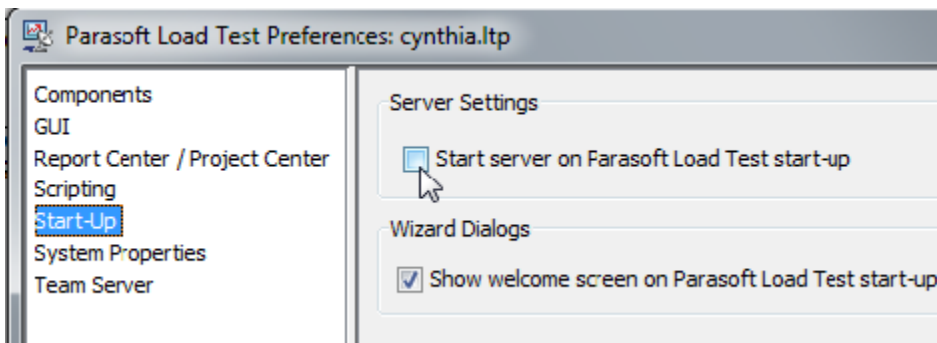 Parasoft Load Test Preferences: cynthia.ltp
Components
GUI
Report Center / Project Center
Scripting
Start-Up
System Properties
Team Server
Server Settings
Start server on Parasoft Load Test start-up
Wizard Dialogs
Show welcome screen on Parasoft Load Test start-up